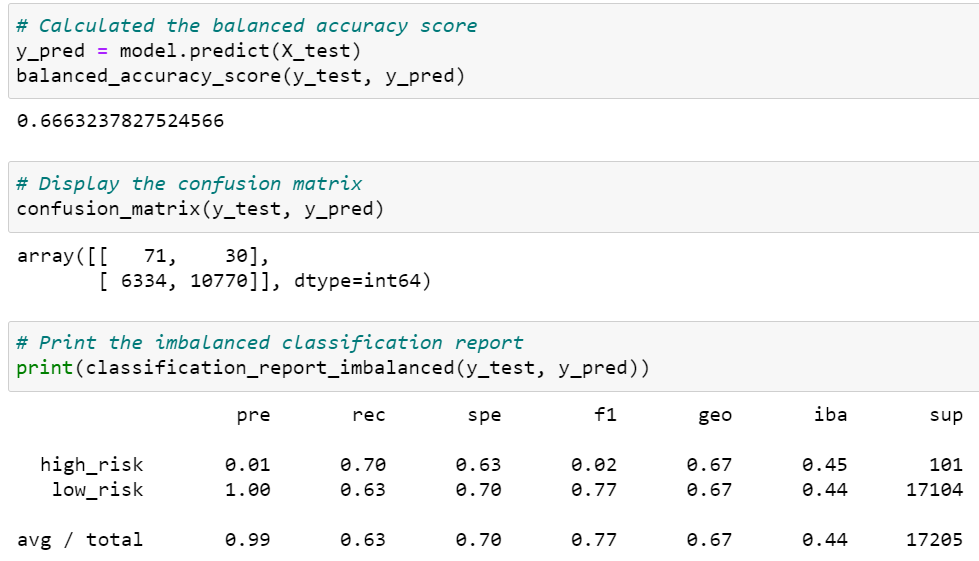 # Calculated the balanced accuracy score
y_pred = model.predict(X_test)
balanced_accuracy_score(y_test, y_pred)
0.6663237827524566
# Display the confusion matrix
confusion_matrix(y_test, y_pred)
array([[   71,    30],
       [ 6334, 10770]], dtype=int64)
# Print the imbalanced classification report
print(classification_report_imbalanced(y_test, y_pred))
pre rec spe f1 geo iba sup
high_risk 0.01 0.70 0.63 0.02 0.67 0.45 101
low_risk 1.00 0.63 0.70 0.77 0.67 0.44 17104
avg / total 0.99 0.63 0.70 0.77 0.67 0.44 17205